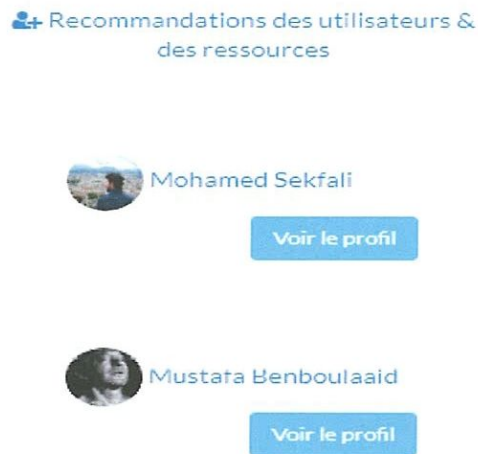 Recommandations des utilisateurs &
des ressources
Mohamed Sekfali
Voir le profil
Mustafa Benboulaaid
Voir le profil